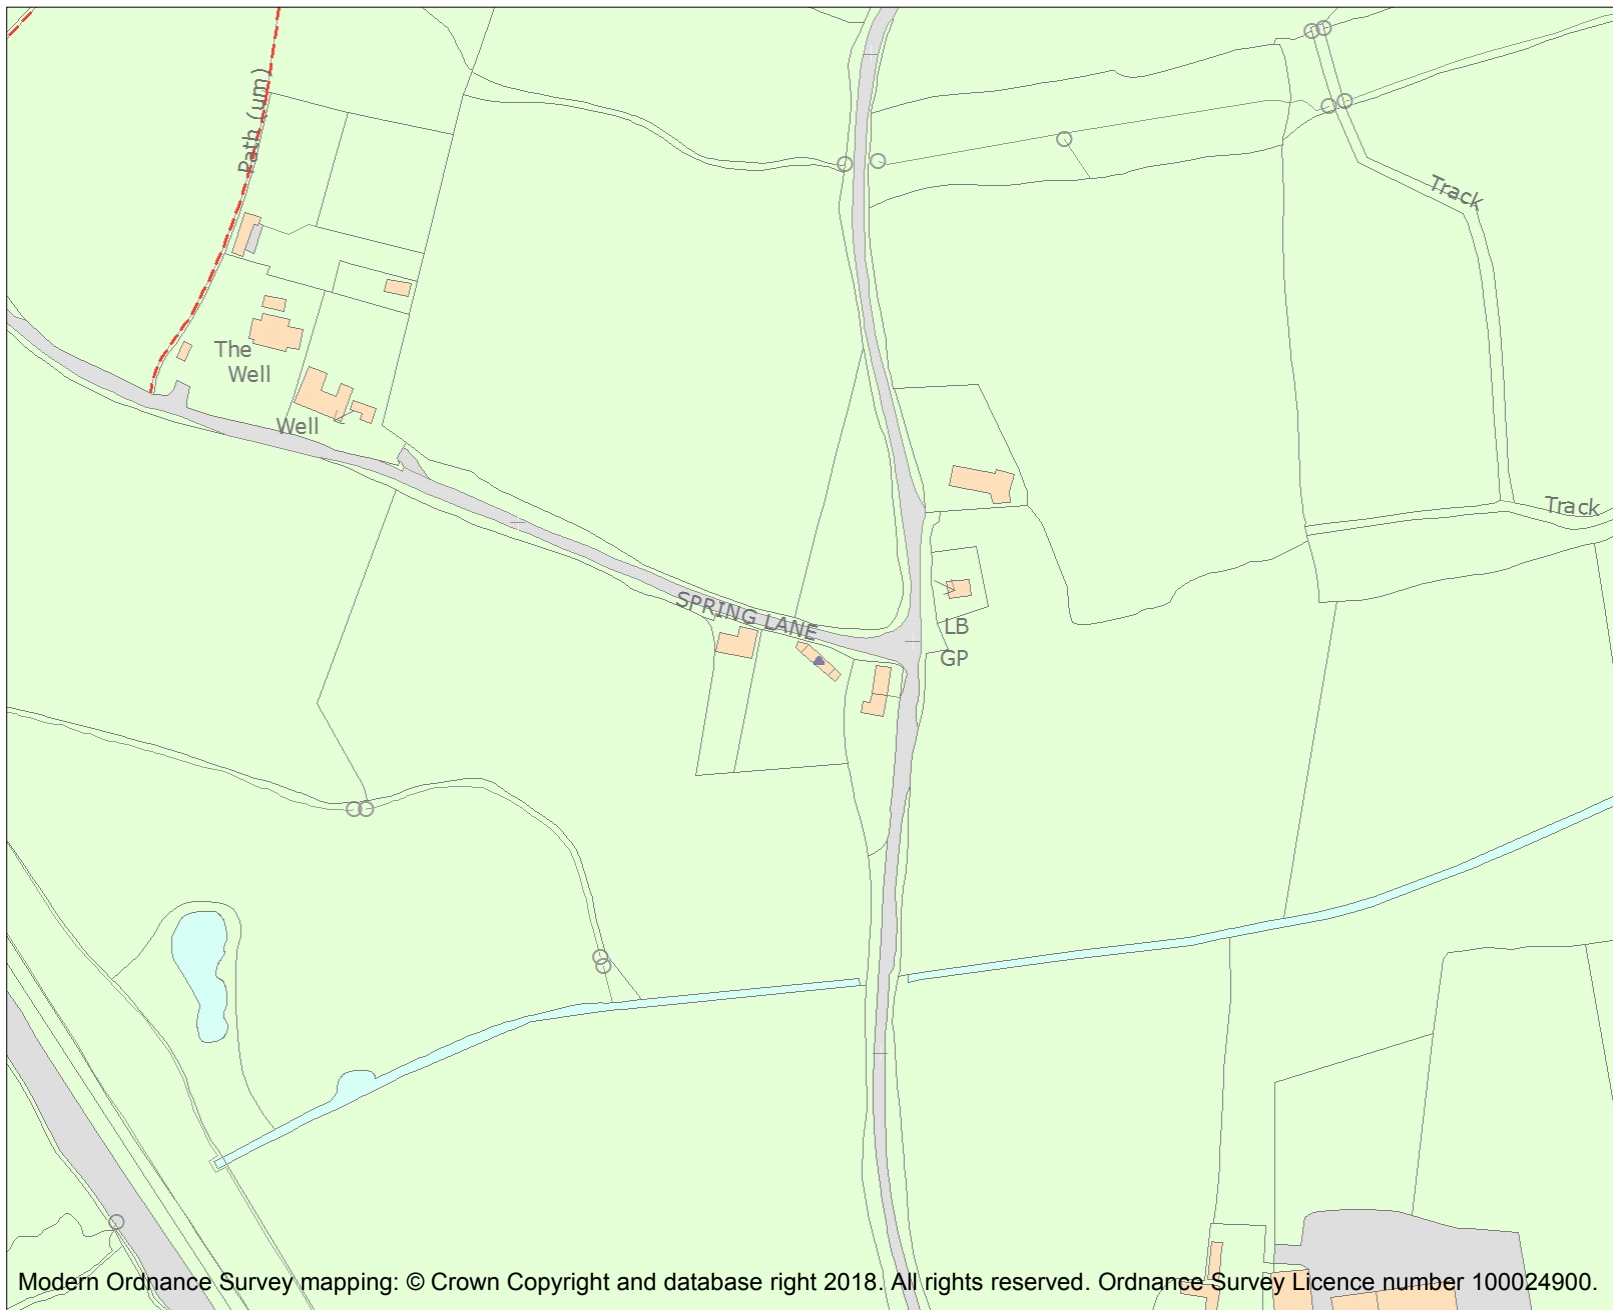 Path (um)
Track
The
Well
Well
Track
SPRING LANE
LB
GP
Modern Ordnance Survey mapping: © Crown Copyright and database right 2018. All rights reserved. Ordnance Survey Licence number 100024900.